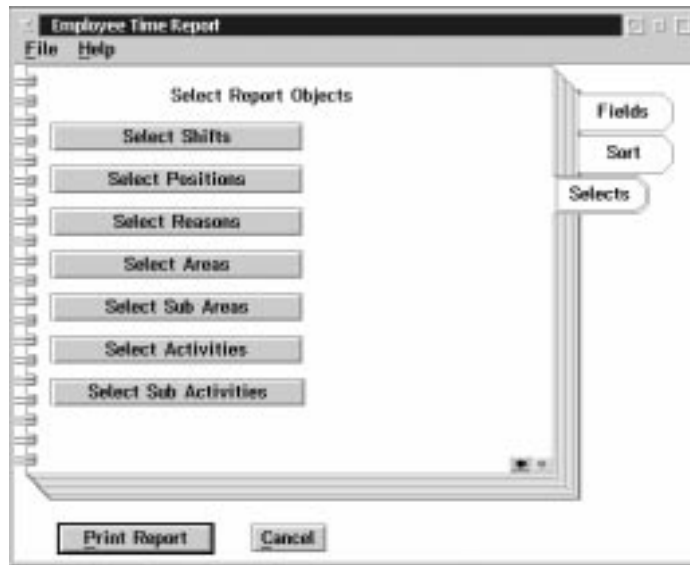 Employee Time Report
File Help
Select Report Objects
Select Shifts
Select Positions
Select Reasons
Select Areas
Select Sub Areas
Select Activities
Select Sub Activities
Fields
Sort
Selects
Print Report Cancel